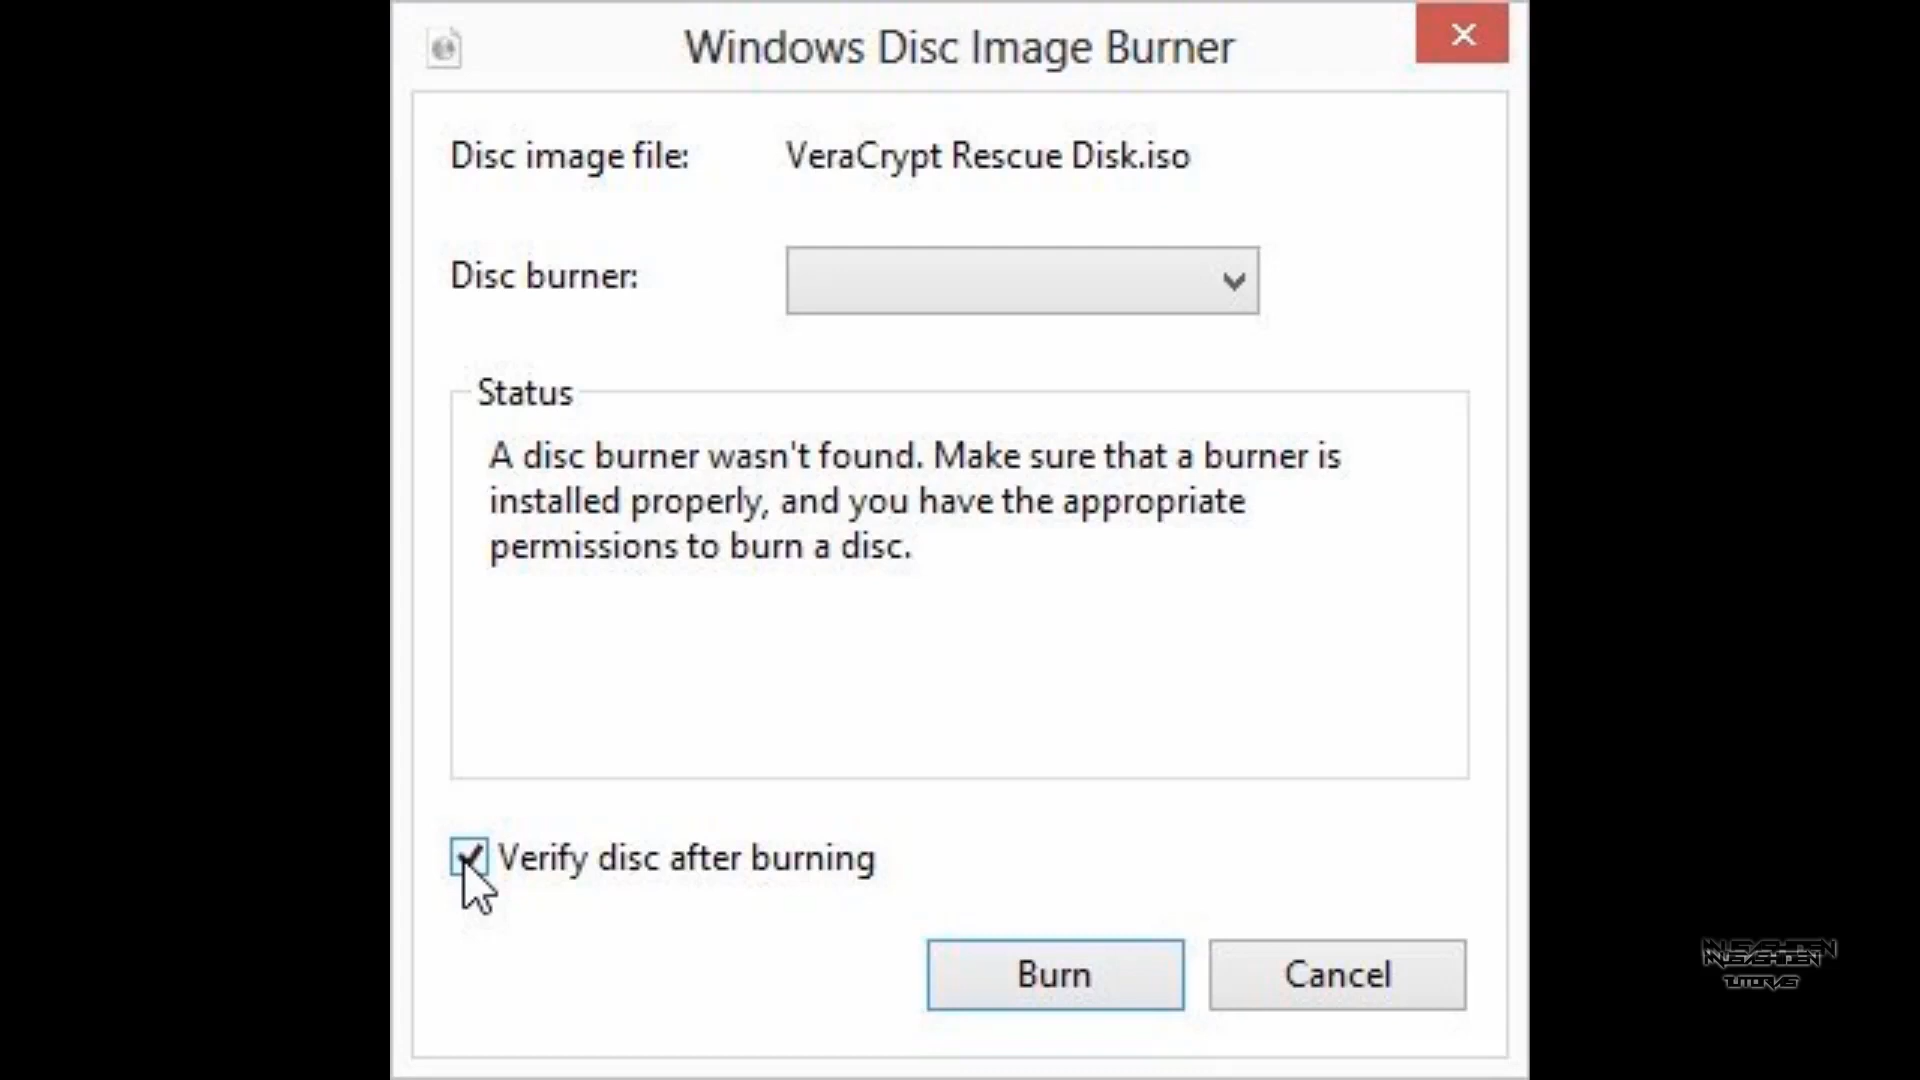 Windows Disc Image Burner
Disc image file: VeraCrypt Rescue Disk.iso
Disc burner:
Status
A disc burner wasn't found. Make sure that a burner is
installed properly, and you have the appropriate
permissions to burn a disc.
Verify disc after burning
Burn Cancel